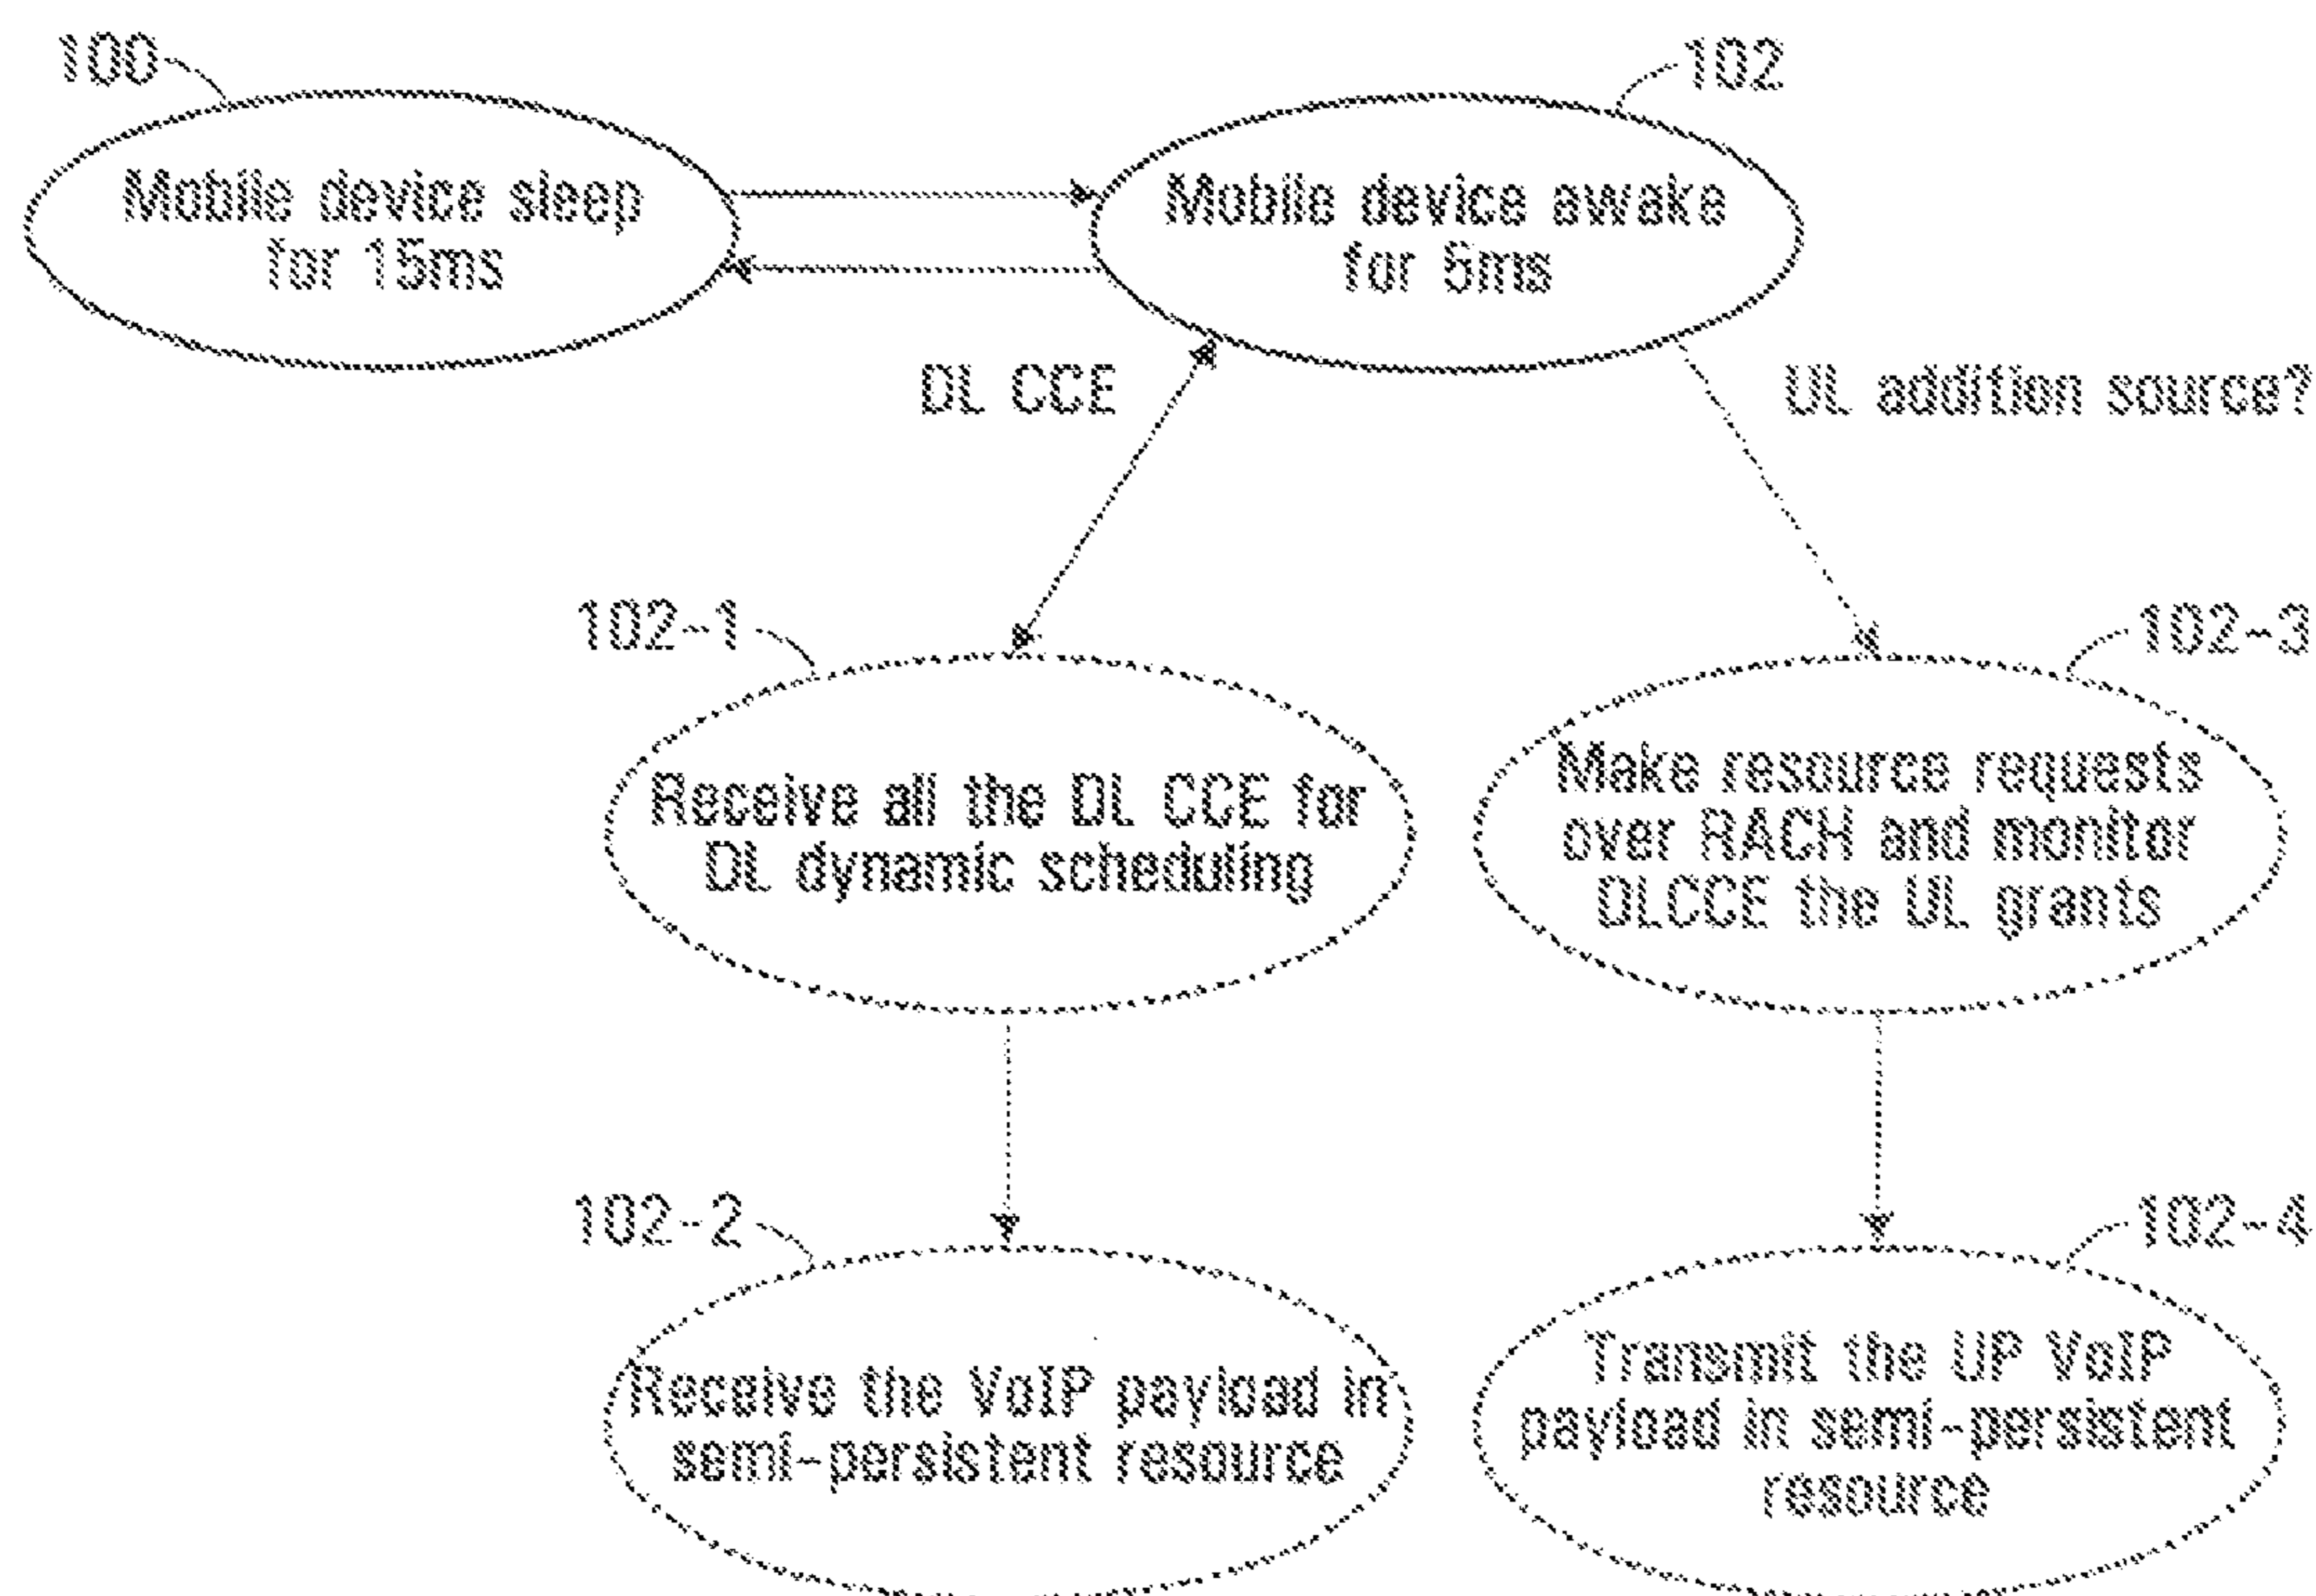 100
102
Mobile device sleep
for 15ms
Mobile device awake
for 5ms
DL CCE
UL addition source?
102-1
102-3
Receive all the DL CCE for
DL dynamic scheduling
Make resource requests
over RACH and monitor
DLCCE the UL grants
102-2
102-4
Receive the VoIP payload in
semi-persistent resource
Transmit the UP VoIP
payload in semi-persistent
resource